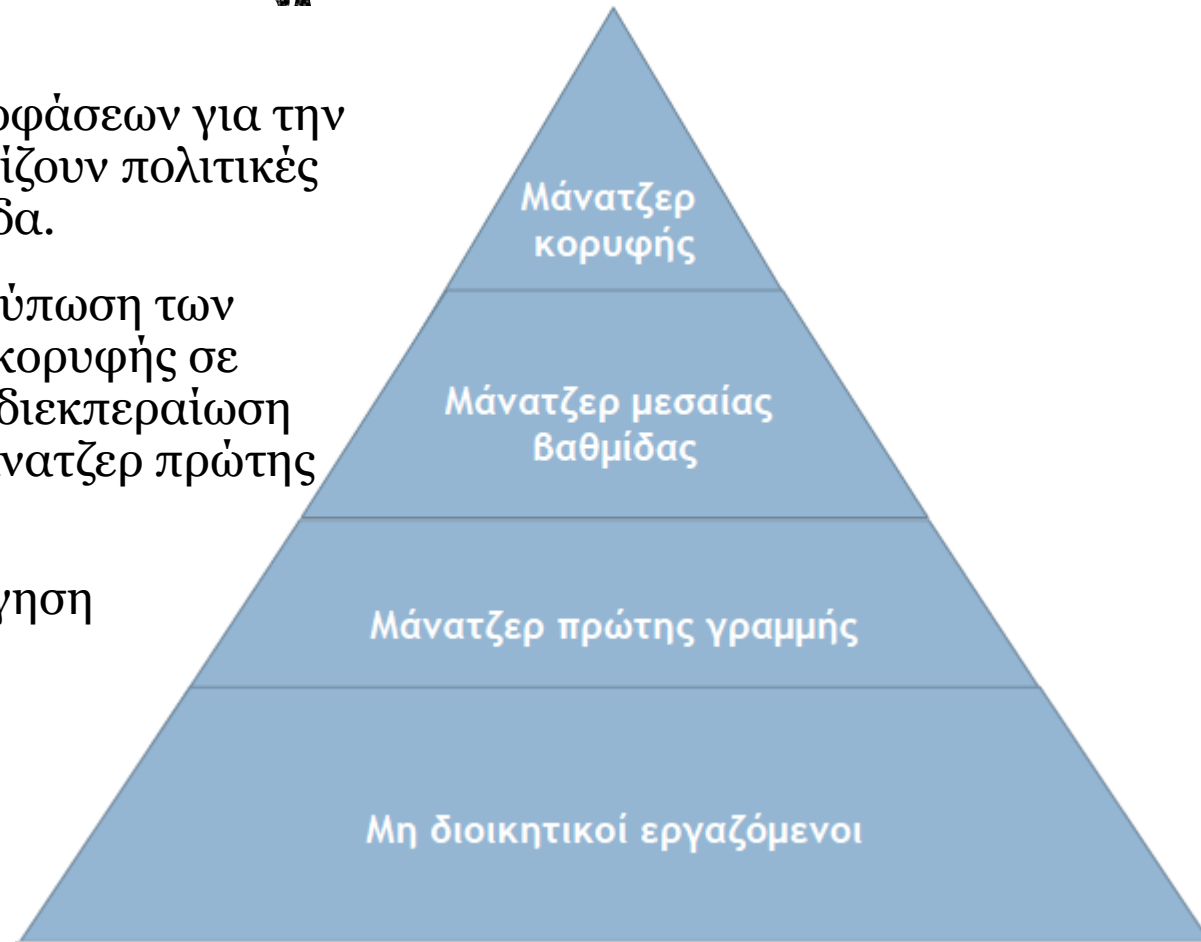 οφάσεων για την
ίζουν πολιτικές
δα.
ύπωση των
κορυφής σε
διεκπεραίωση
νατζερ πρώτης
γηση
Μάνατζερ
κορυφής
Μάνατζερ μεσαίας
βαθμίδας
Μάνατζερ πρώτης γραμμής
Μη διοικητικοί εργαζόμενοι